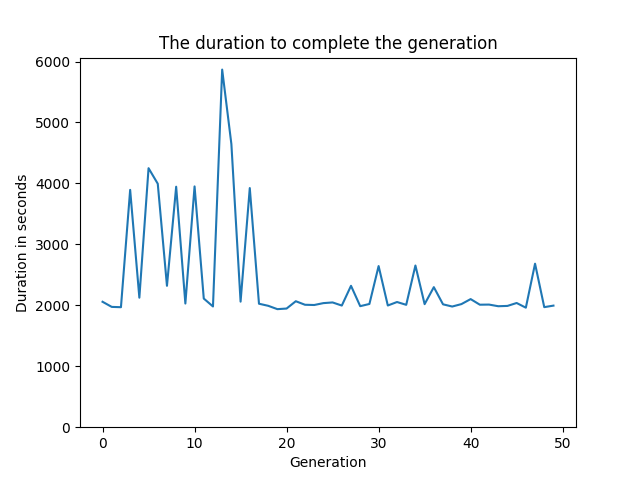 The duration to complete the generation
6000
5000
4000
3000
2000
1000
0
Duration in seconds
0 10 20 30 40 50
Generation